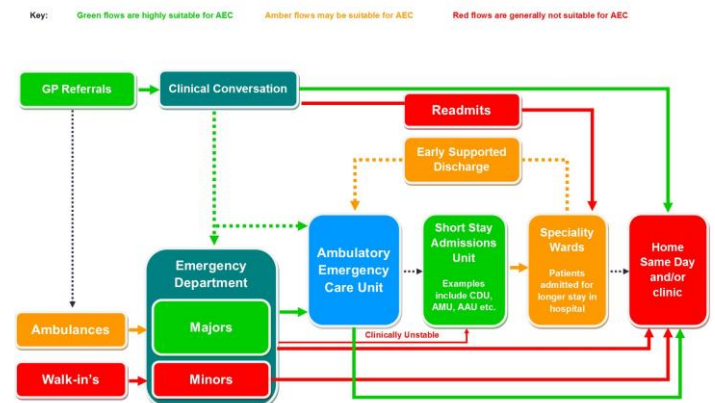 Key:
Green flows are highly suitable for AEC
Amber flows may be suitable for AEC
Red flows are generally not suitable for AEC
GP Referrals
Clinical Conversation
Readmits
Early Supported
Discharge
Emergency
Department
Ambulatory
Emergency
Care Unit
Short Stay
Admissions
Unit
Examples
include CDU,
AMU, AAU etc.
Speciality
Wards
Patients
admitted for
longer stay in
hospital
Home
Same Day
and/or
clinic
Ambulances
Majors
Clinically Unstable
Walk-in's
Minors